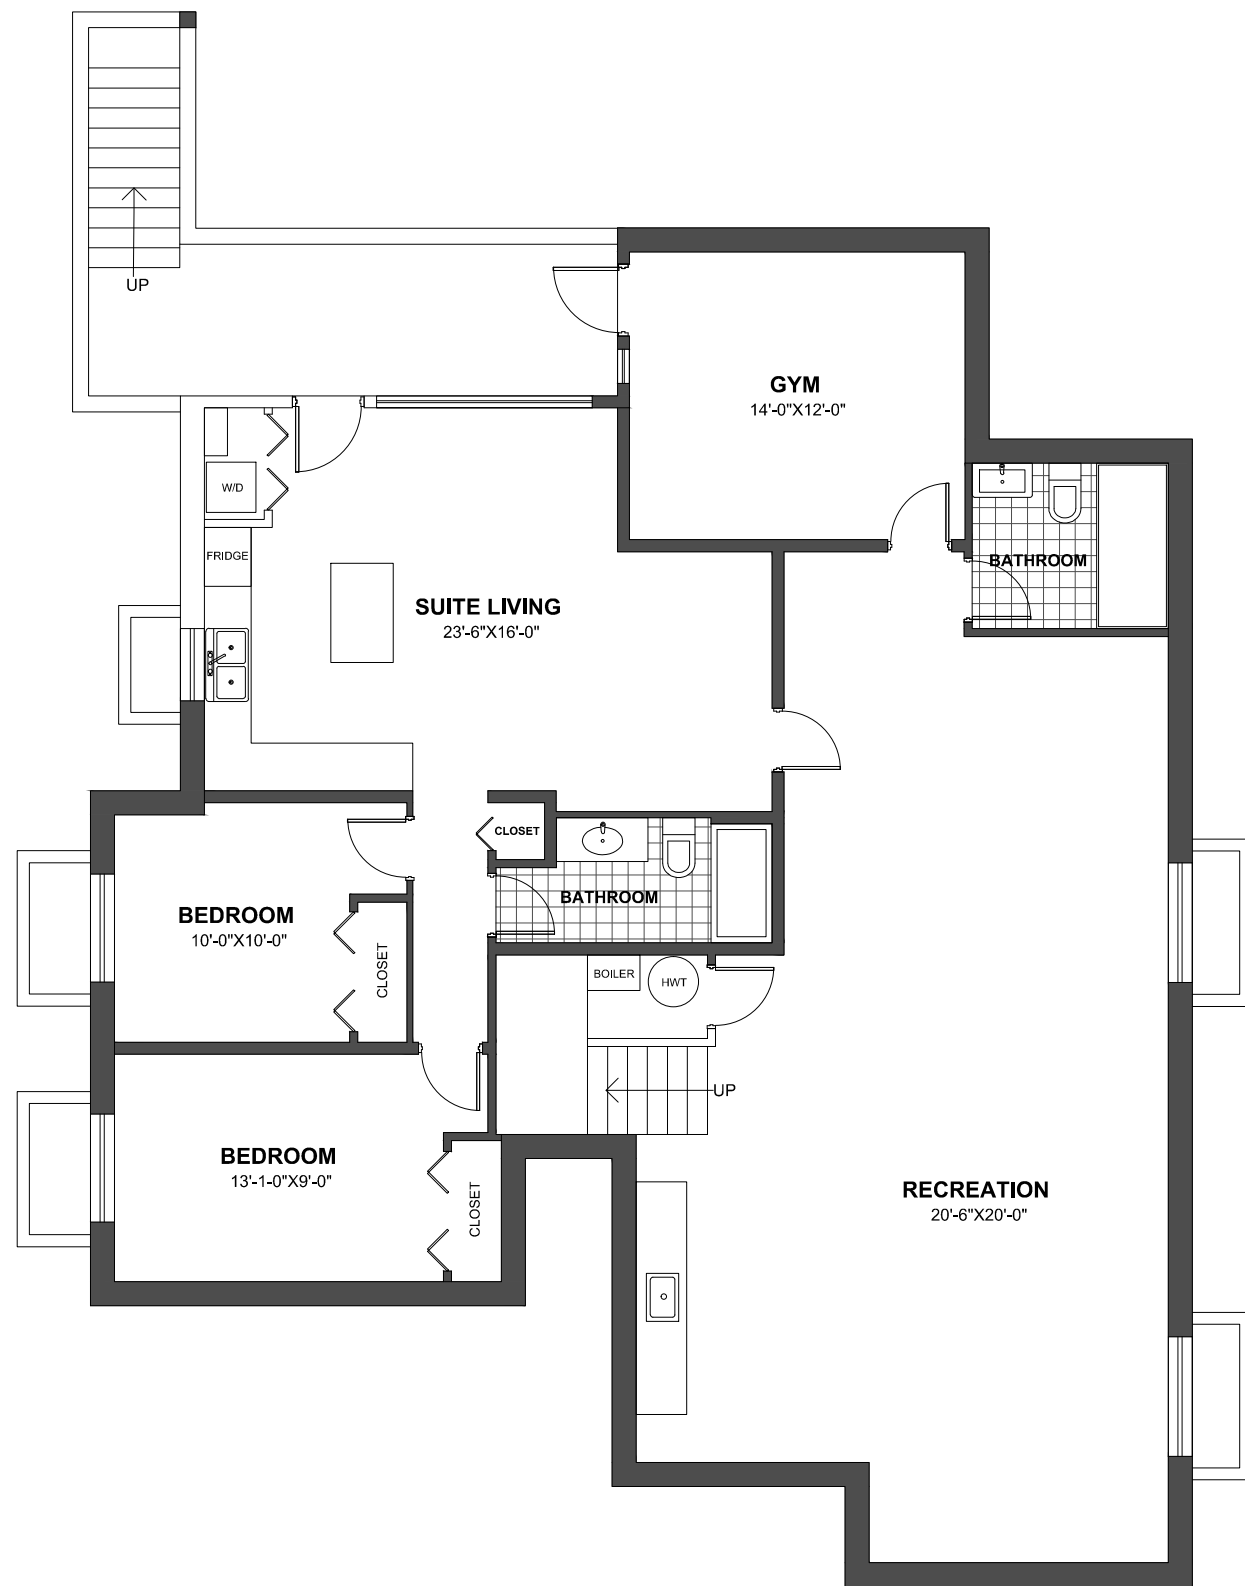 UP
GYM
14'-0"X12'-0"
W/D
FRIDGE
BATHROOM
SUITE LIVING
23'-6"X16'-0"
CLOSET
BATHROOM
BEDROOM
10'-0"X10'-0"
CLOSET
BOILER
HWT
UP
BEDROOM
13'-1-0"X9'-0"
CLOSET
RECREATION
20'-6"X20'-0"